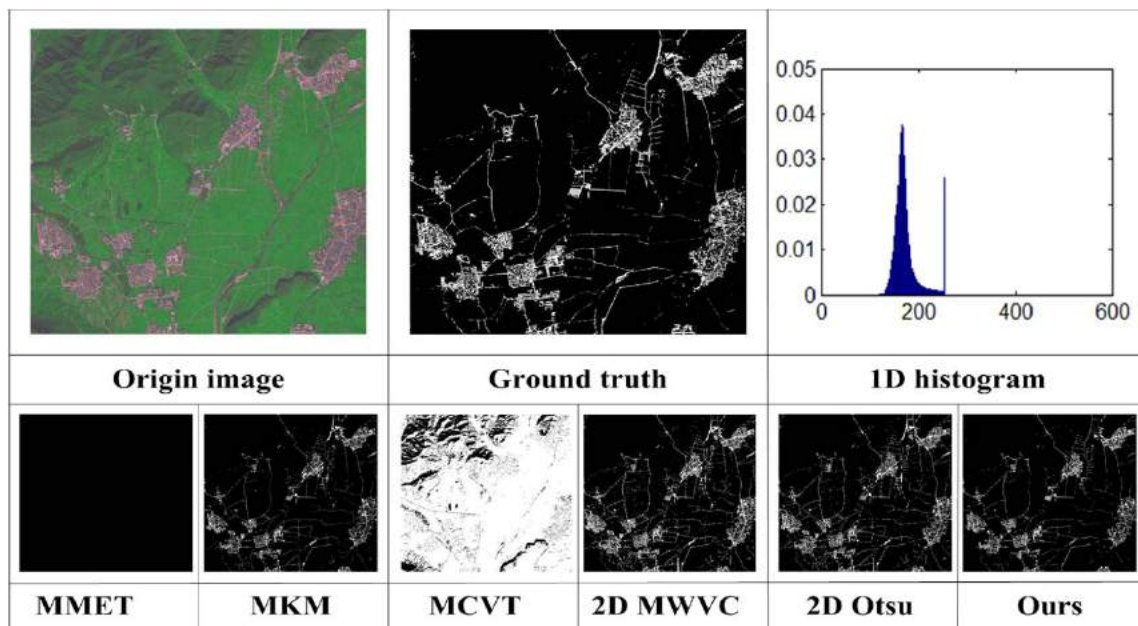 0.05
0.04
0.03
0.02
0.01
0
0 200 400 600
Origin image Ground truth 1D histogram
MMET MKM MCVT 2D MWVC 2D Otsu Ours